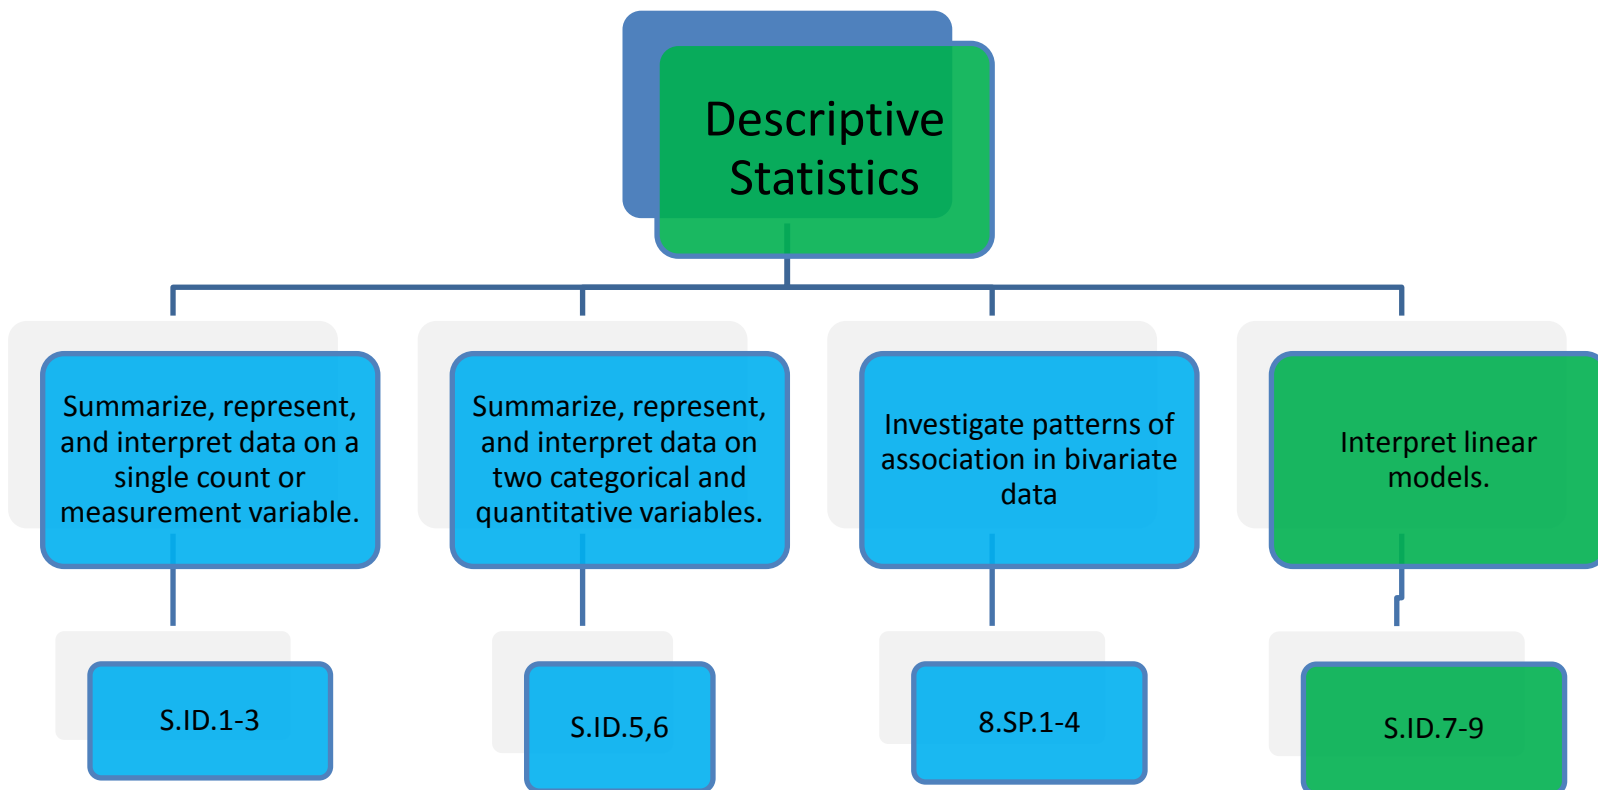 Descriptive
Statistics
Summarize, represent,
and interpret data on a
single count or
measurement variable.
Summarize, represent,
and interpret data on
two categorical and
quantitative variables.
Investigate patterns of
association in bivariate
data
Interpret linear
models.
S.ID.1-3
S.ID.5,6
8.SP.1-4
S.ID.7-9